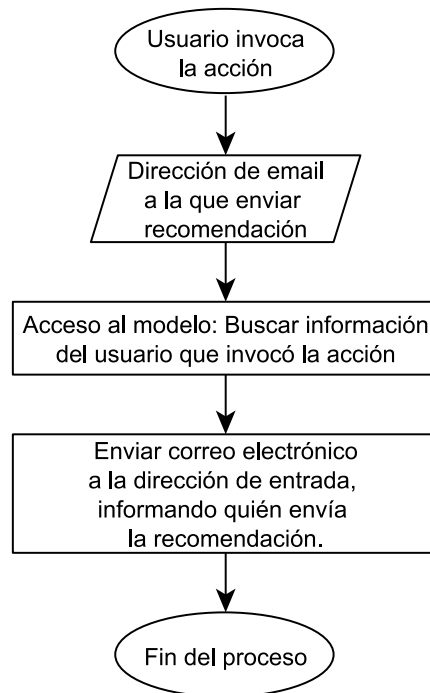 Usuario invoca
la acción
Dirección de email
a la que enviar
recomendación
Acceso al modelo: Buscar información
del usuario que invocó la acción
Enviar correo electrónico
a la dirección de entrada,
informando quién envía
la recomendación.
Fin del proceso